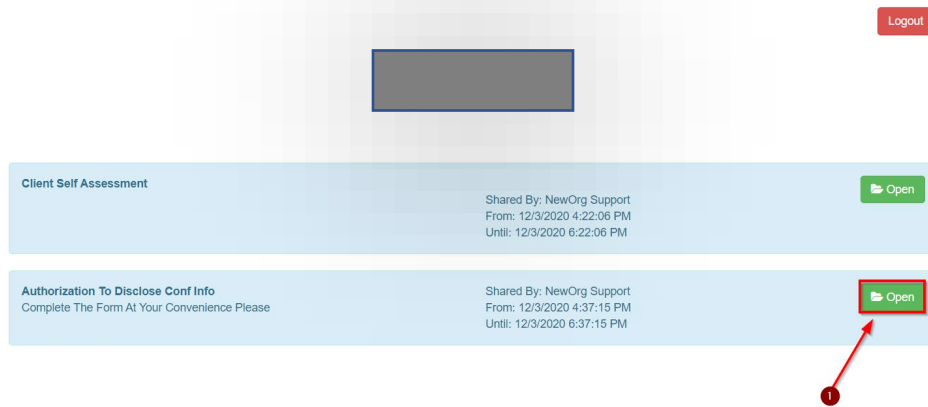 Logout
Client Self Assessment
Shared By: NewOrg Support
From: 12/3/2020 4:22:06 PM
Until: 12/3/2020 6:22:06 PM
Open
Authorization To Disclose Conf Info
Complete The Form At Your Convenience Please
Shared By: NewOrg Support
From: 12/3/2020 4:37:15 PM
Until: 12/3/2020 6:37:15 PM
Open
1